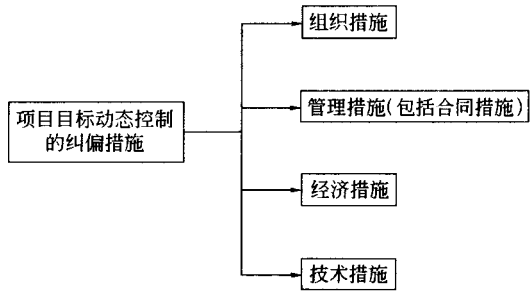 组织措施
管理措施(包括合同措施)
项目目标动态控制
的纠偏措施
经济措施
技术措施